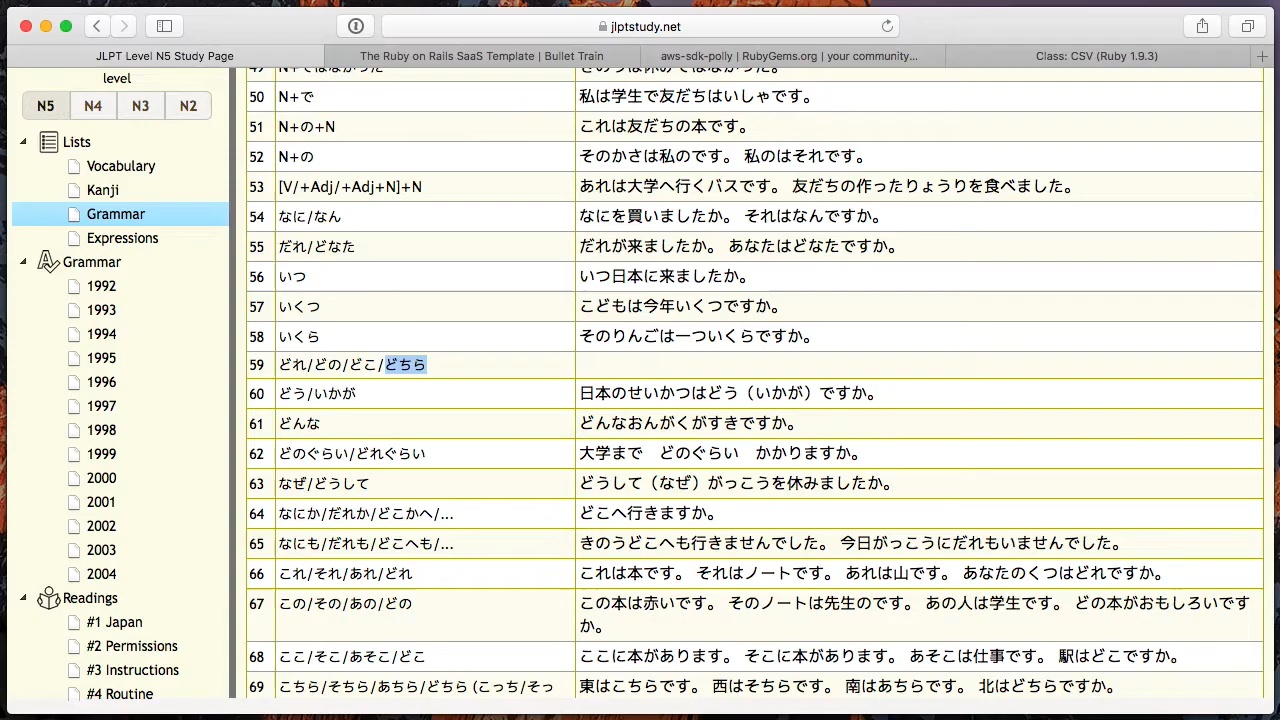 jlptstudy.net
JLPT Level N5 Study Page
The Ruby on Rails SaaS Template | Bullet Train
aws-sdk-polly | RubyGems.org | your community...
Class: CSV (Ruby 1.9.3)
level
N5 N4 N3 N2
Lists
Vocabulary
Kanji
Grammar
Expressions
Grammar
1992
1993
1994
1995
1996
1997
1998
1999
2000
2001
2002
2003
2004
Readings
#1 Japan
#2 Permissions
#3 Instructions
#4 Routine
50 N+で 私は学生で友だちはいしゃです。
51 N+の+N これは友だちの本です。
52 N+の そのかさは私のです。 私のはそれです。
53 [V/+Adj/+Adj+N]+N あれは大学へ行くバスです。 友だちの作ったりょうりを食べました。
54 なに/なん なにを買いましたか。 それはなんですか。
55 だれ/どなた だれが来ましたか。 あなたはどなたですか。
56 いつ いつ日本に来ましたか。
57 いくつ こどもは今年いくつですか。
58 いくら そのりんごは一ついくらですか。
59 どれ/どの/どこ/どちら
60 どう/いかが 日本のせいかつはどう（いかが）ですか。
61 どんな どんなおんがくがすきですか。
62 どのぐらい/どれぐらい 大学まで　どのぐらい　かかりますか。
63 なぜ/どうして どうして（なぜ）がっこうを休みましたか。
64 なにか/だれか/どこかへ/... どこへ行きますか。
65 なにも/だれも/どこへも/... きのうどこへも行きませんでした。 今日がっこうにだれもいませんでした。
66 これ/それ/あれ/どれ これは本です。 それはノートです。 あれは山です。 あなたのくつはどれですか。
67 この/その/あの/どの この本は赤いです。 そのノートは先生のです。 あの人は学生です。 どの本がおもしろいです
か。
68 ここ/そこ/あそこ/どこ ここに本があります。 そこに本があります。 あそこは仕事です。 駅はどこですか。
69 こちら/そちら/あちら/どちら (こっち/そっ 東はこちらです。 西はそちらです。 南はあちらです。 北はどちらですか。